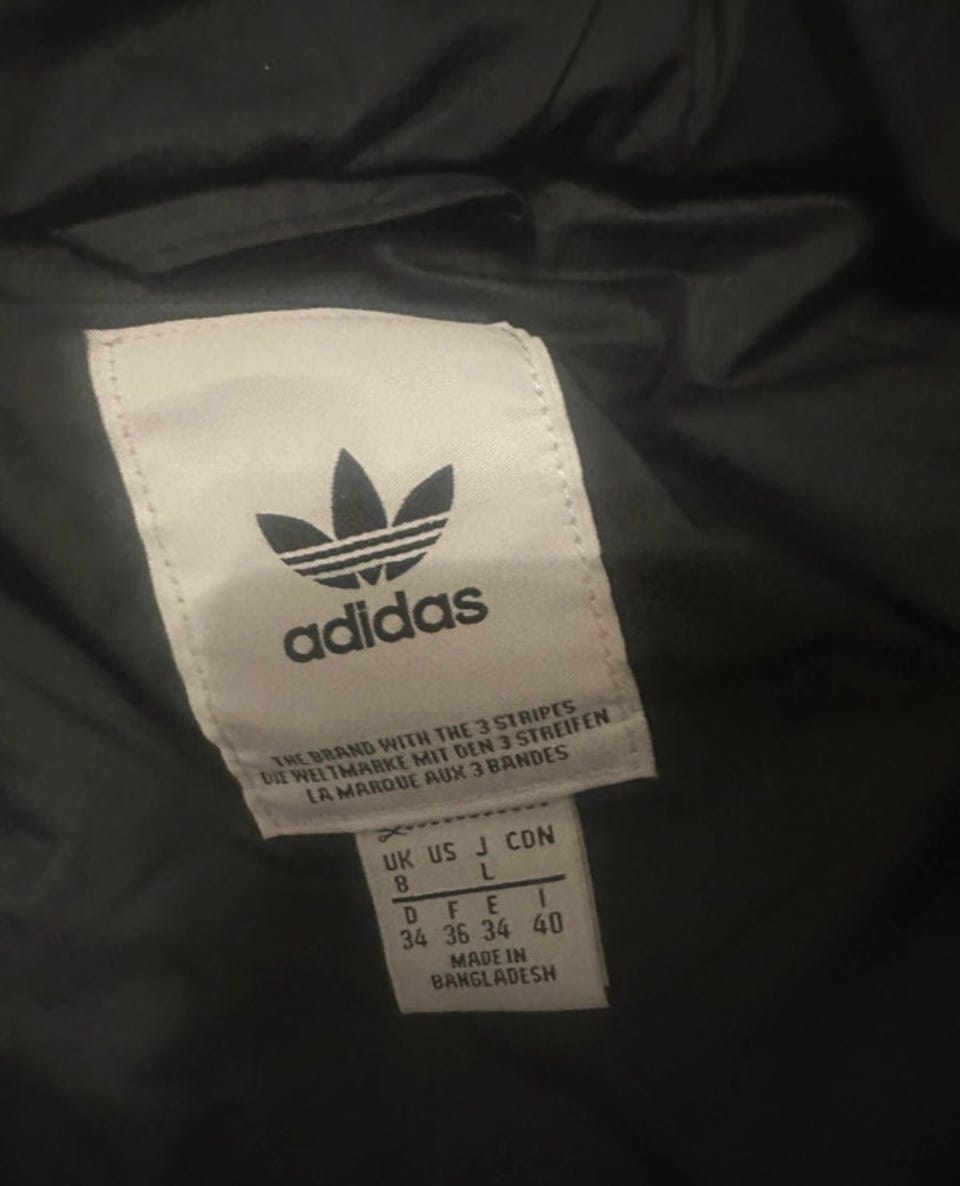 adidas
THE BRAND WITH THE 3 STRIPES
DIE WELTMARKE MIT DEN 3 STREIFEN
LA MARQUE AUX 3 BANDES
UK US J CDN
8 L
D F E I
34 36 34 40
MADE IN
BANGLADESH